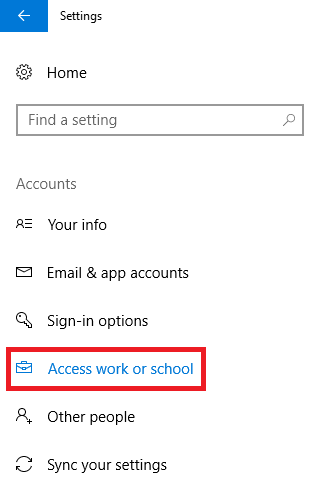 Settings
Home
Find a setting
Accounts
Your info
Email & app accounts
Sign-in options
Access work or school
Other people
Sync your settings